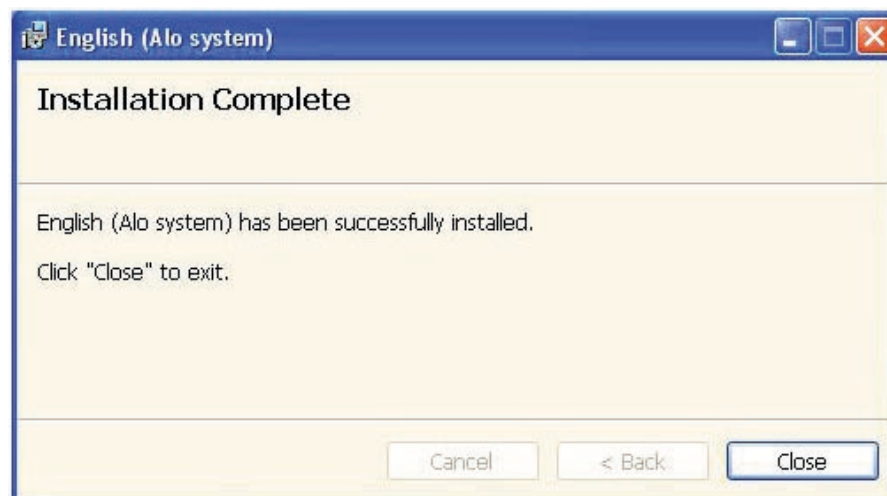 English (Alo system)
Installation Complete
English (Alo system) has been successfully installed.
Click "Close" to exit.
Cancel
< Back
Close